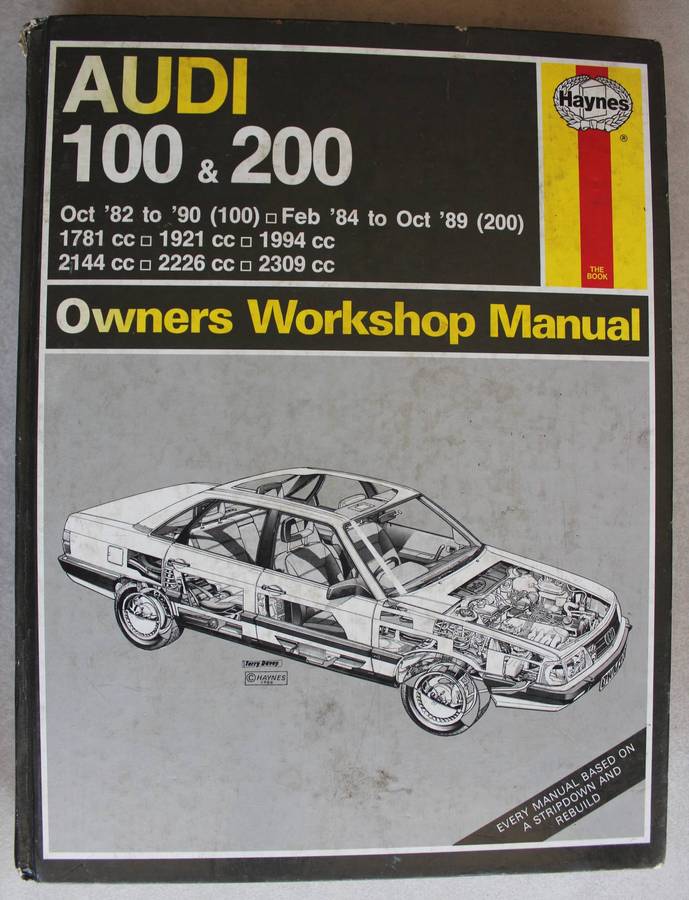 AUDI
100 & 200
Oct '82 to '90 (100) □ Feb '84 to Oct '89 (200)
1781 cc □ 1921 cc □ 1994 cc
2144 cc □ 2226 cc □ 2309 cc
Haynes
®
THE
BOOK
Owners Workshop Manual
Terry Davey
© HAYNES
1986
EVERY MANUAL BASED ON
A STRIPDOWN AND
REBUILD